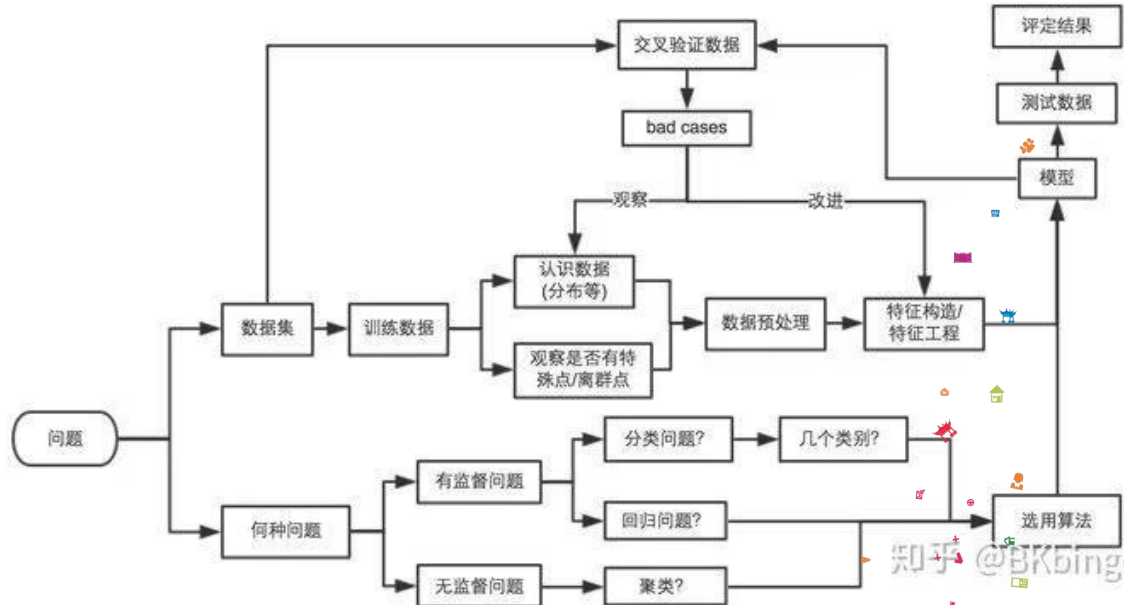 评定结果
交叉验证数据
测试数据
bad cases
模型
观察
改进
认识数据
(分布等)
数据集
训练数据
数据预处理
特征构造/
特征工程
观察是否有特
殊点/离群点
问题
分类问题?
几个类别?
有监督问题
何种问题
回归问题?
选用算法
无监督问题
聚类?
知乎 @BKbing